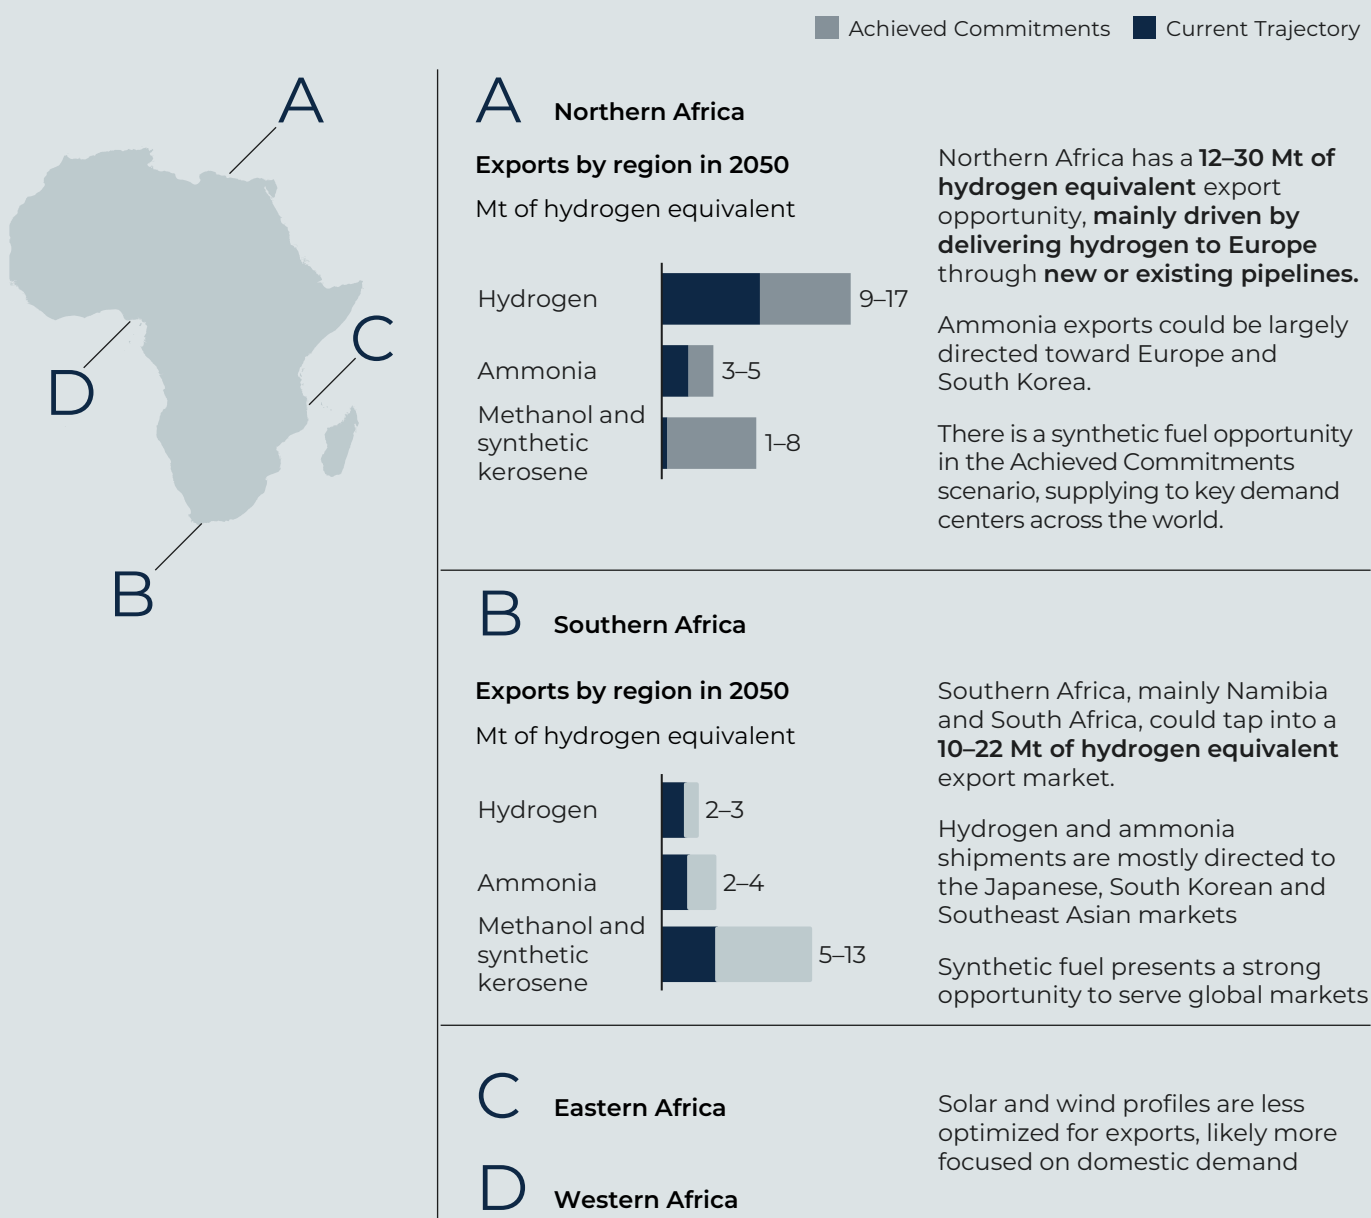 Achieved Commitments
Current Trajectory
A
C
D
B
A
Northern Africa
Exports by region in 2050
Mt of hydrogen equivalent
Hydrogen
9–17
Ammonia
3–5
Methanol and
synthetic
kerosene
1–8
Northern Africa has a 12–30 Mt of
hydrogen equivalent export
opportunity, mainly driven by
delivering hydrogen to Europe
through new or existing pipelines.
Ammonia exports could be largely
directed toward Europe and
South Korea.
There is a synthetic fuel opportunity
in the Achieved Commitments
scenario, supplying to key demand
centers across the world.
B
Southern Africa
Exports by region in 2050
Mt of hydrogen equivalent
Hydrogen
2–3
Ammonia
2–4
Methanol and
synthetic
kerosene
5–13
Southern Africa, mainly Namibia
and South Africa, could tap into a
10–22 Mt of hydrogen equivalent
export market.
Hydrogen and ammonia
shipments are mostly directed to
the Japanese, South Korean and
Southeast Asian markets
Synthetic fuel presents a strong
opportunity to serve global markets
C
Eastern Africa
D
Western Africa
Solar and wind profiles are less
optimized for exports, likely more
focused on domestic demand